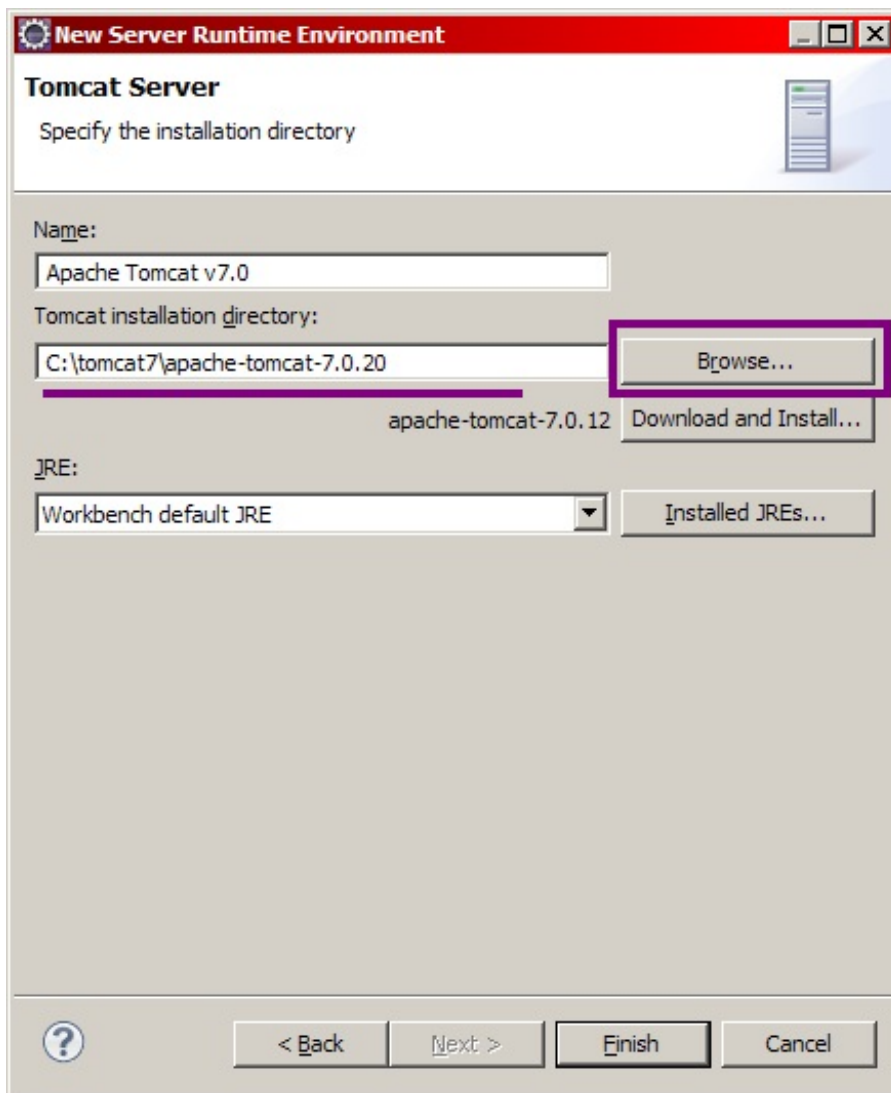 New Server Runtime Environment
Tomcat Server
Specify the installation directory
Name:
Apache Tomcat v7.0
Tomcat installation directory:
C:\tomcat7\apache-tomcat-7.0.20
Browse...
apache-tomcat-7.0.12
Download and Install...
JRE:
Workbench default JRE
Installed JREs...
?
< Back
Next >
Finish
Cancel